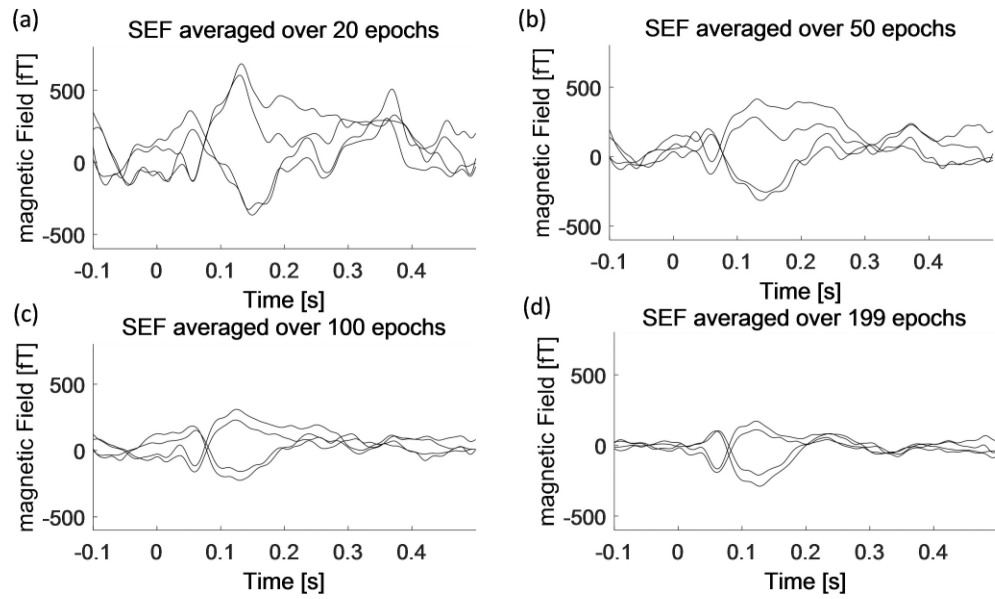 (a)
SEF averaged over 20 epochs
magnetic Field [fT]
500
0
-500
-0.1 0 0.1 0.2 0.3 0.4
Time [s]
(b)
SEF averaged over 50 epochs
magnetic Field [fT]
500
0
-500
-0.1 0 0.1 0.2 0.3 0.4
Time [s]
(c)
SEF averaged over 100 epochs
magnetic Field [fT]
500
0
-500
-0.1 0 0.1 0.2 0.3 0.4
Time [s]
(d)
SEF averaged over 199 epochs
magnetic Field [fT]
500
0
-500
-0.1 0 0.1 0.2 0.3 0.4
Time [s]